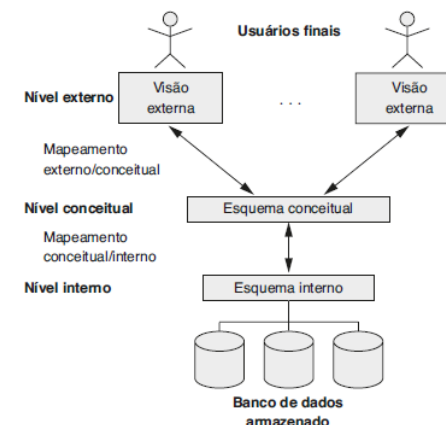 Usuários finais
Nível externo
Visão
externa
. . .
Visão
externa
Mapeamento
externo/conceitual
Nível conceitual
Esquema conceitual
Mapeamento
conceitual/interno
Nível interno
Esquema interno
Banco de dados
armazenado